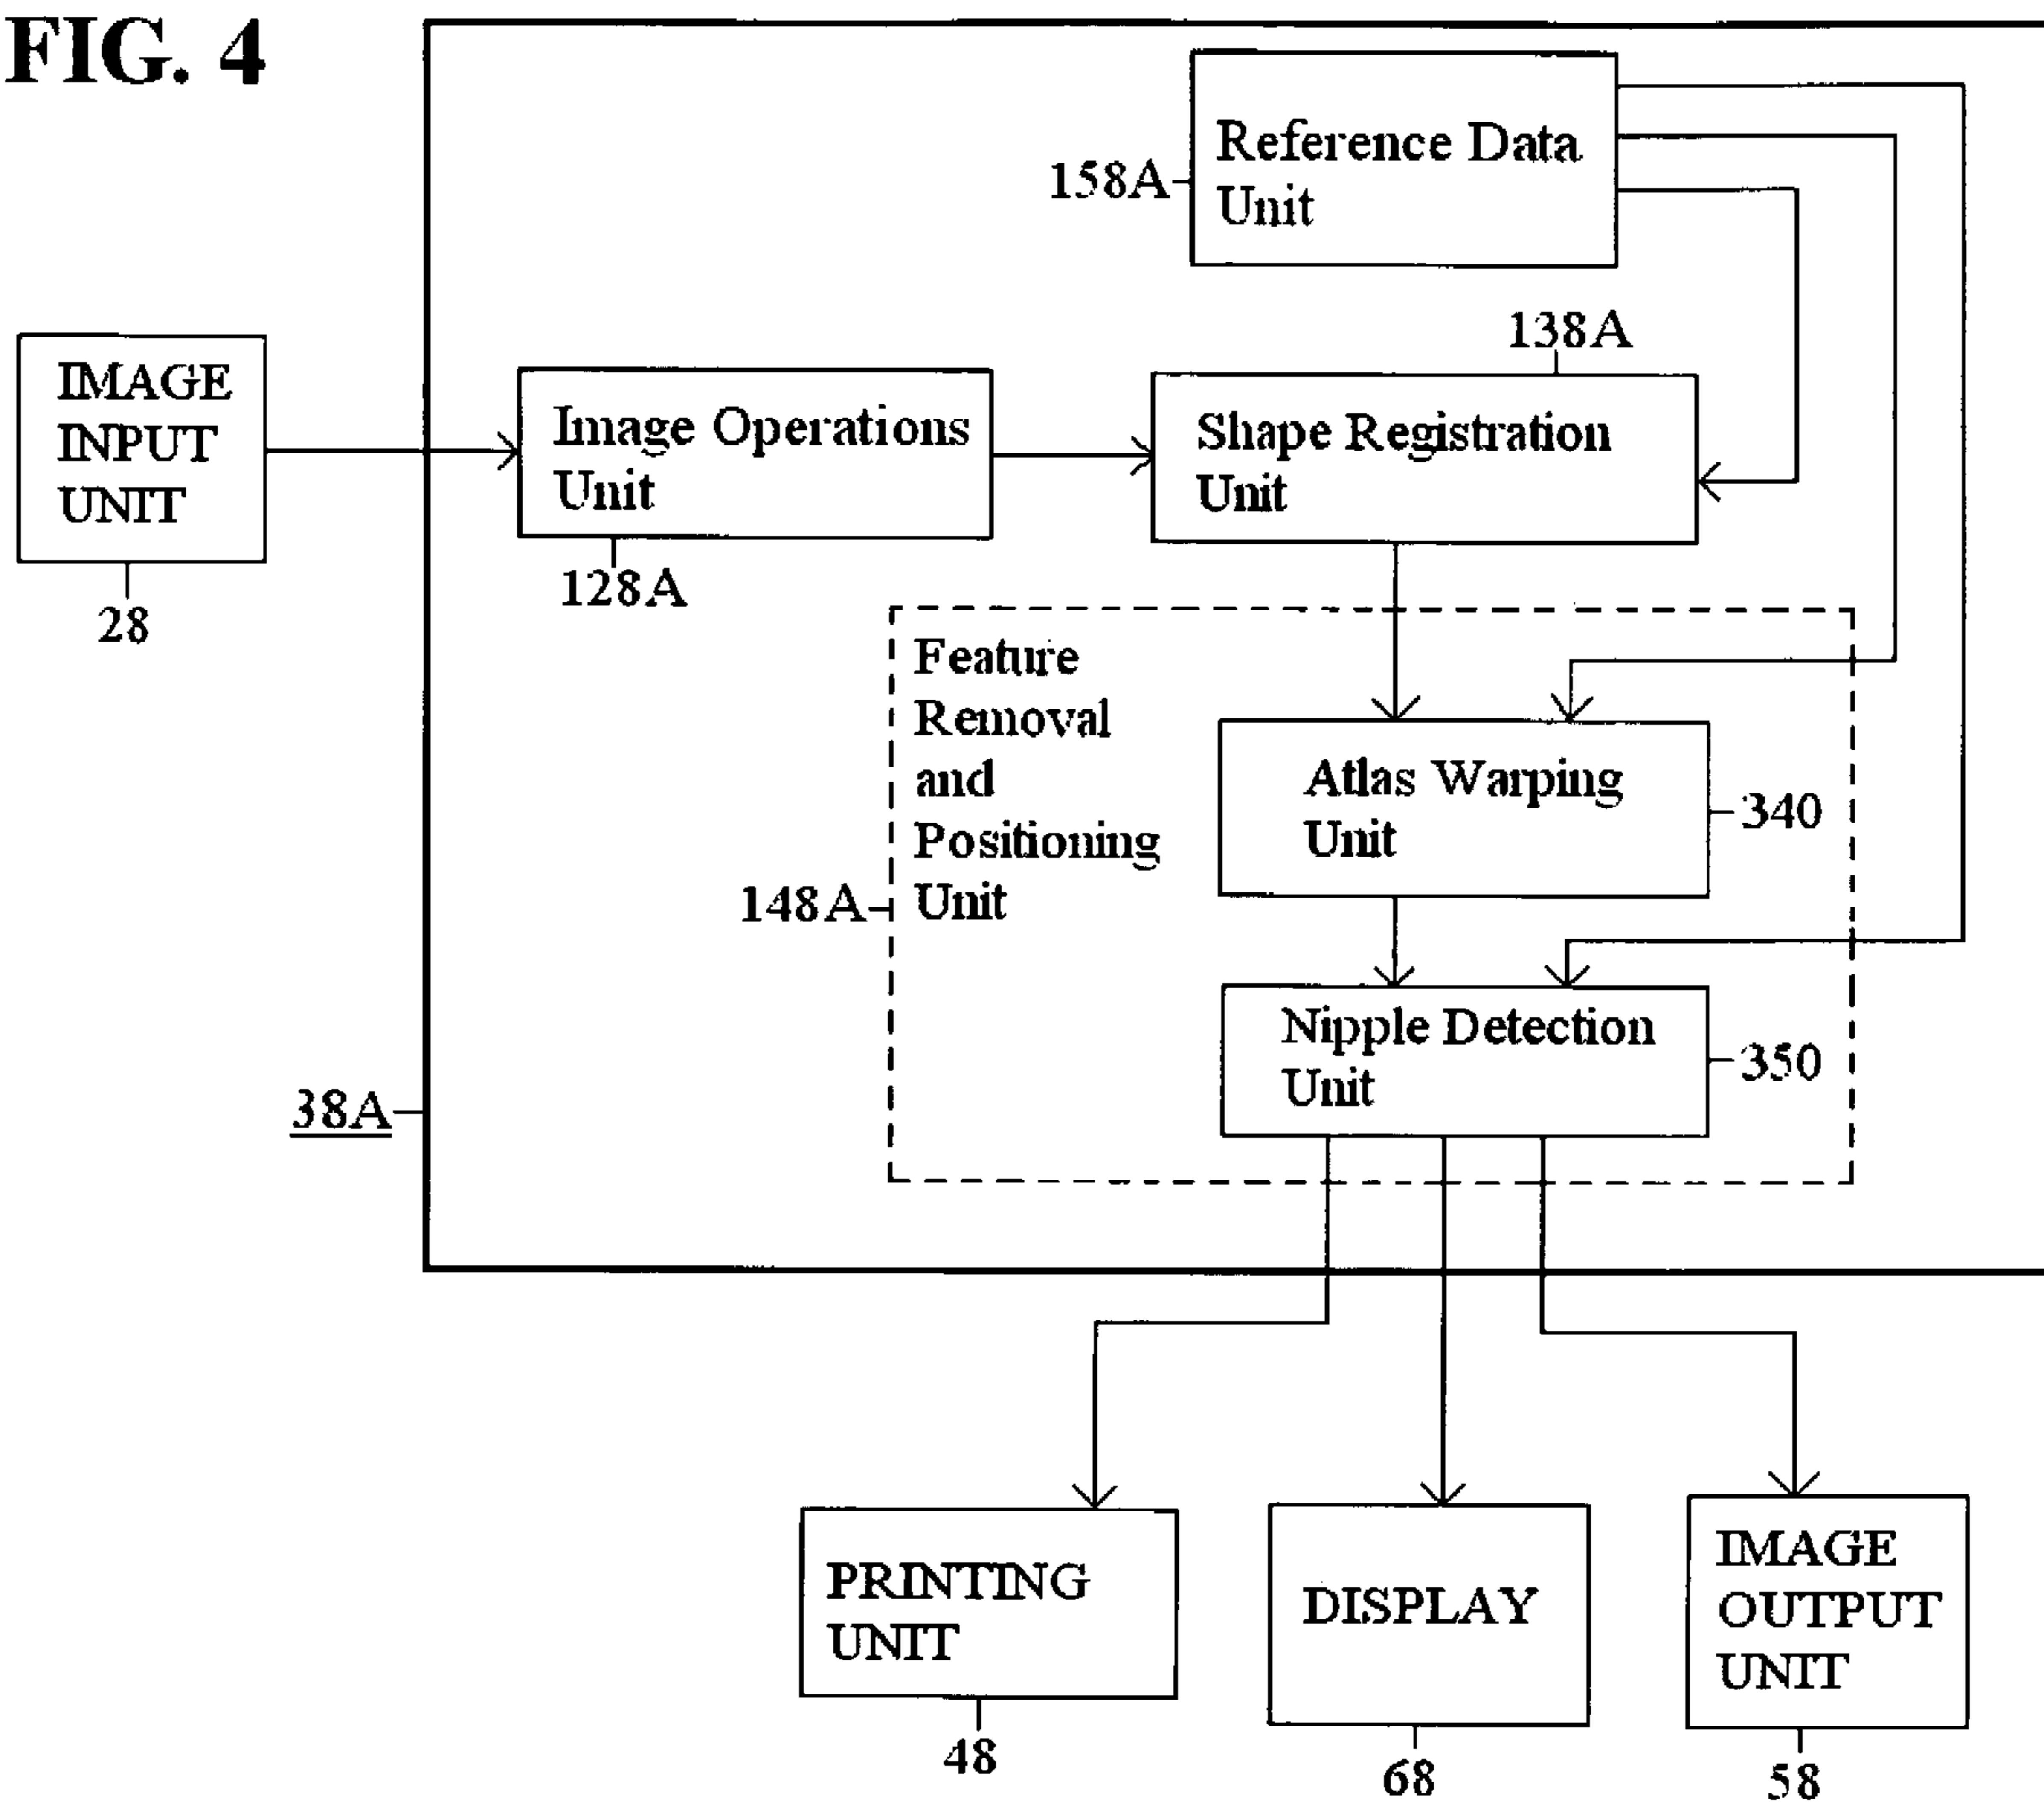 FIG. 4
Reference Data
Unit
158A
138A
IMAGE
INPUT
UNIT
28
Image Operations
Unit
128A
Shape Registration
Unit
Feature
Removal
and
Positioning
Unit
148A
Atlas Warping
Unit
340
Nipple Detection
Unit
350
38A
PRINTING
UNIT
48
DISPLAY
68
IMAGE
OUTPUT
UNIT
58